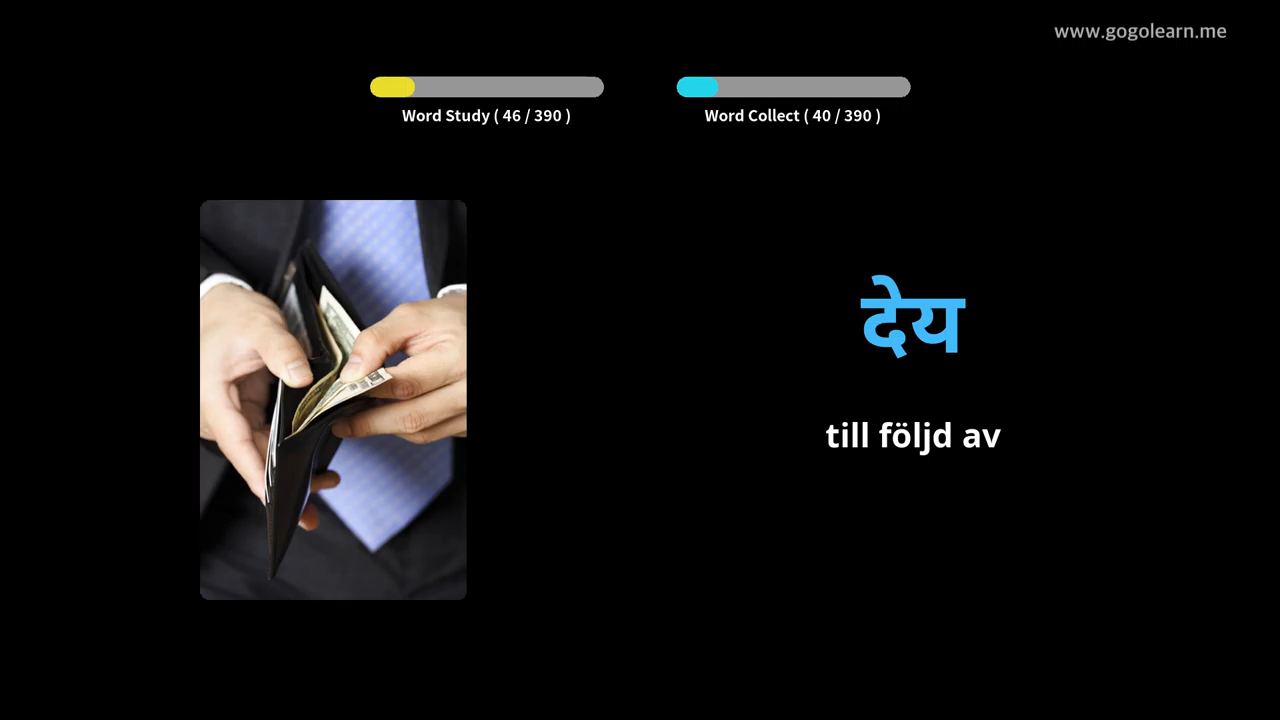 www.gogolearn.me
Word Study ( 46 / 390 )
Word Collect ( 40 / 390 )
देय
till följd av